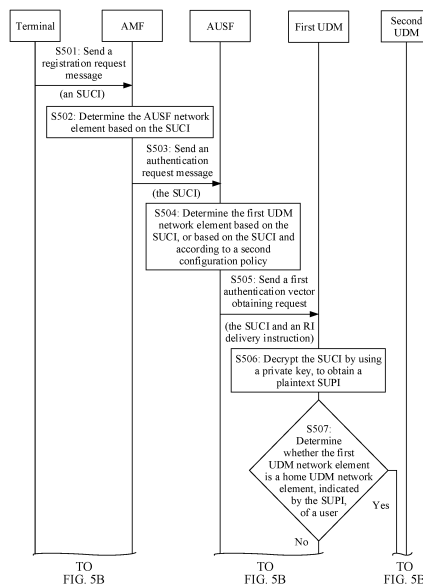 Terminal
AMF
AUSF
First UDM
Second
UDM
S501: Send a
registration request
message
(an SUCI)
S502: Determine the AUSF network
element based on the SUCI
S503: Send an
authentication
request message
(the SUCI)
S504: Determine the first UDM
network element based on the
SUCI, or based on the SUCI and
according to a second
configuration policy
S505: Send a first
authentication vector
obtaining request
(the SUCI and an RI
delivery instruction)
S506: Decrypt the SUCI by using
a private key, to obtain a
plaintext SUPI
S507:
Determine
whether the first
UDM network element
is a home UDM network
element, indicated
by the SUPI,
of a user
Yes
No
TO
FIG. 5B
TO
FIG. 5B
TO
FIG. 5B